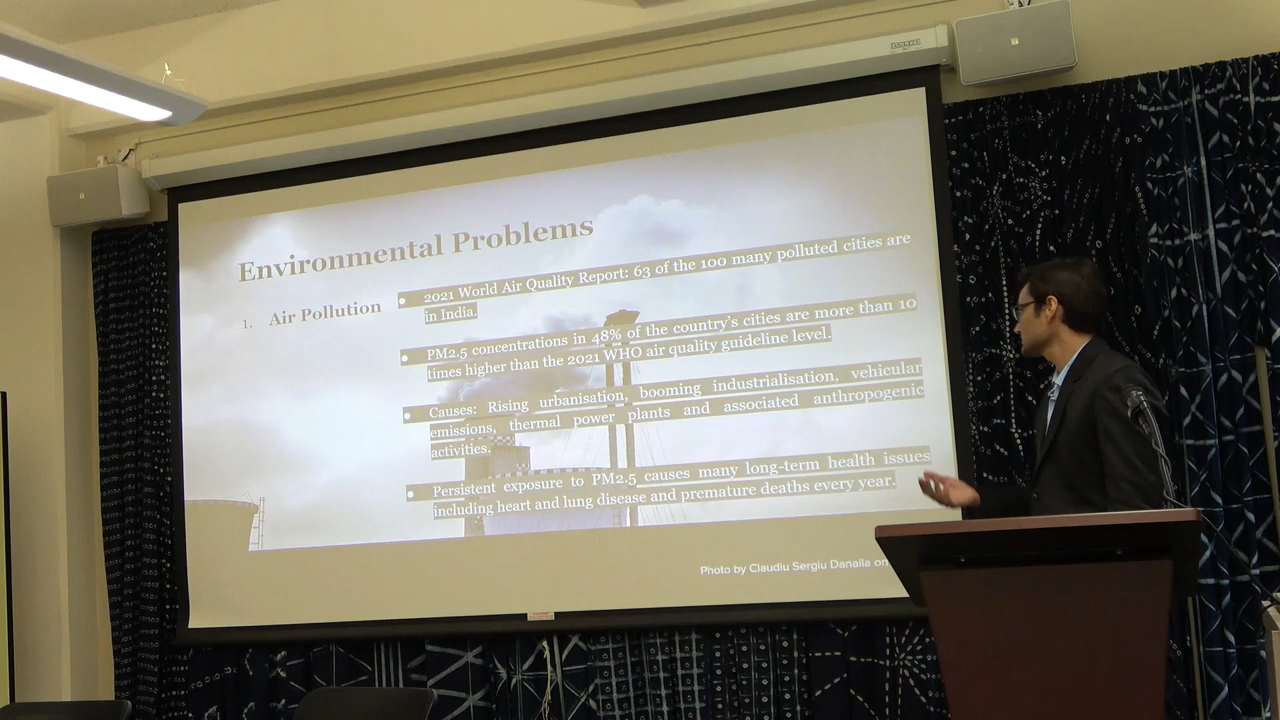 Environmental Problems
1. Air Pollution
• 2021 World Air Quality Report: 63 of the 100 many polluted cities are
in India.
• PM2.5 concentrations in 48% of the country's cities are more than 10
times higher than the 2021 WHO air quality guideline level.
• Causes: Rising urbanisation, booming industrialisation, vehicular
emissions, thermal power plants and associated anthropogenic
activities.
• Persistent exposure to PM2.5 causes many long-term health issues
including heart and lung disease and premature deaths every year.
Photo by Claudiu Sergiu Danaila on